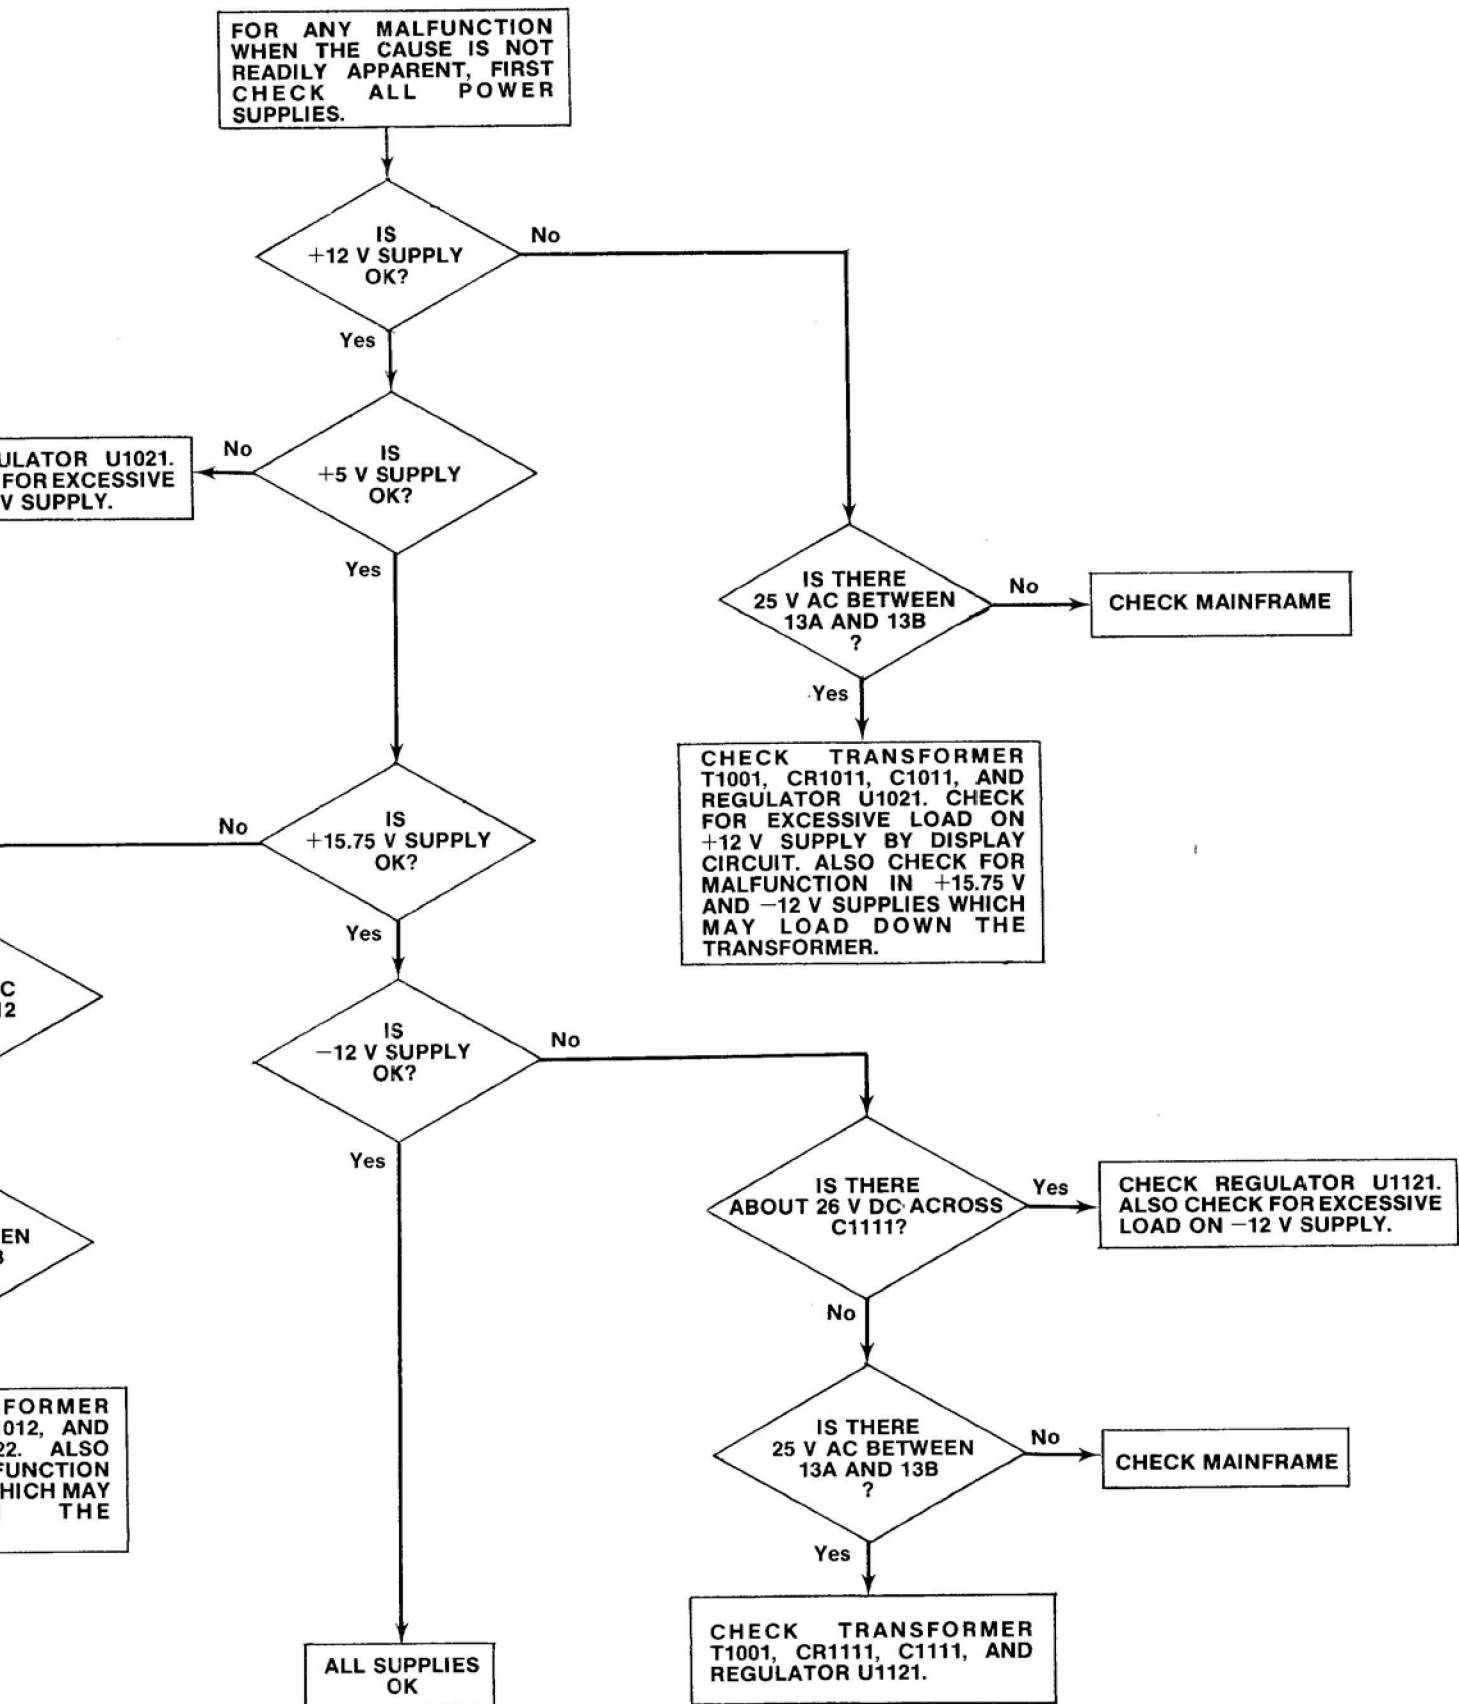 FOR ANY MALFUNCTION
WHEN THE CAUSE IS NOT
READILY APPARENT, FIRST
CHECK ALL POWER
SUPPLIES.
IS
+12 V SUPPLY
OK?
No
Yes
IS
+5 V SUPPLY
OK?
No
ULATOR U1021.
FOR EXCESSIVE
V SUPPLY.
Yes
IS THERE
25 V AC BETWEEN
13A AND 13B
?
No
CHECK MAINFRAME
Yes
CHECK TRANSFORMER
T1001, CR1011, C1011, AND
REGULATOR U1021. CHECK
FOR EXCESSIVE LOAD ON
+12 V SUPPLY BY DISPLAY
CIRCUIT. ALSO CHECK FOR
MALFUNCTION IN +15.75 V
AND −12 V SUPPLIES WHICH
MAY LOAD DOWN THE
TRANSFORMER.
IS
+15.75 V SUPPLY
OK?
No
Yes
C
12
IS
−12 V SUPPLY
OK?
No
Yes
IS THERE
ABOUT 26 V DC ACROSS
C1111?
Yes
CHECK REGULATOR U1121.
ALSO CHECK FOR EXCESSIVE
LOAD ON −12 V SUPPLY.
No
EEN
IS THERE
25 V AC BETWEEN
13A AND 13B
?
No
CHECK MAINFRAME
Yes
FORMER
012, AND
22. ALSO
FUNCTION
HICH MAY
THE
CHECK TRANSFORMER
T1001, CR1111, C1111, AND
REGULATOR U1121.
ALL SUPPLIES
OK